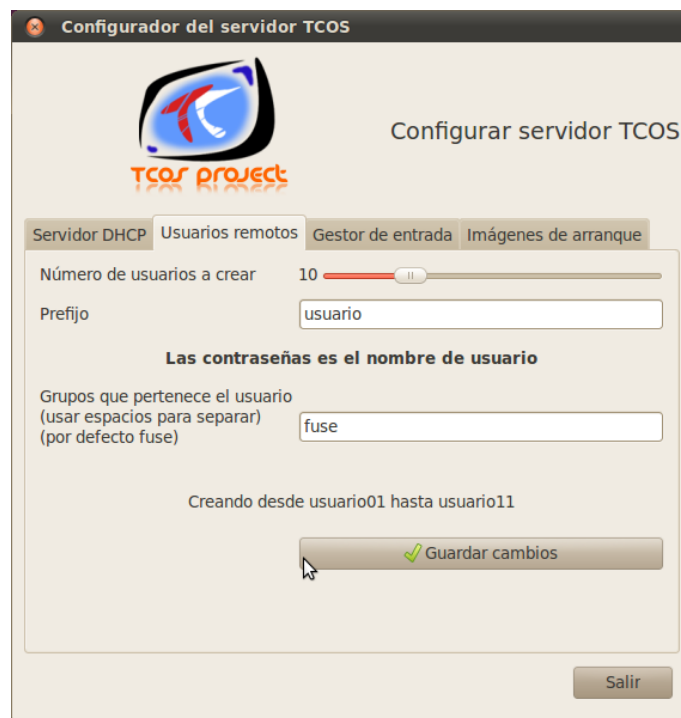 Configurador del servidor TCOS
TCOS PROJECT
Configurar servidor TCOS
Servidor DHCP Usuarios remotos Gestor de entrada Imágenes de arranque
Número de usuarios a crear 10
Prefijo usuario
Las contraseñas es el nombre de usuario
Grupos que pertenece el usuario
(usar espacios para separar)
(por defecto fuse)
fuse
Creando desde usuario01 hasta usuario11
Guardar cambios
Salir